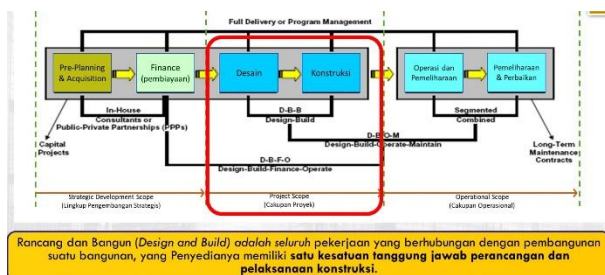 Full Delivery or Program Management
Pre-Planning
& Acquisition
Finance
(pembiayaan)
Desain
Konstruksi
Operasi dan
Pemeliharaan
Pemeliharaan
& Perbaikan
In-House
Consultants or
Public-Private Partnerships (PPPs)
D-B-B
Design-Build
Segmented
Combined
Capital
Projects
D-B-O-M
Design-Build-Operate-Maintain
Long-Term
Maintenance
Contracts
D-B-F-O
Design-Build-Finance-Operate
Strategic Development Scope
(Lingkup Pengembangan Strategis)
Project Scope
(Cakupan Proyek)
Operational Scope
(Cakupan Operasional)
Rancang dan Bangun (Design and Build) adalah seluruh pekerjaan yang berhubungan dengan pembangunan
suatu bangunan, yang Penyedianya memiliki satu kesatuan tanggung jawab perancangan dan
pelaksanaan konstruksi.